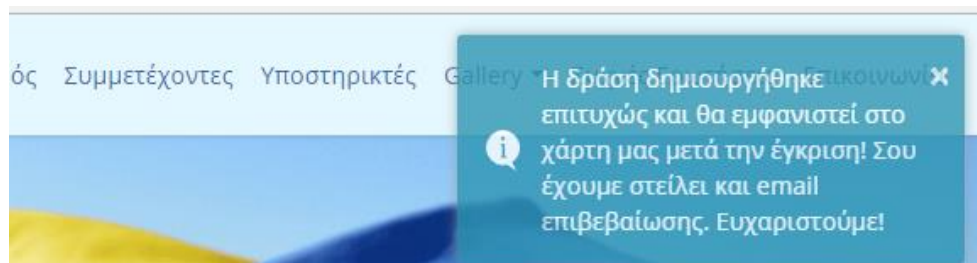 ός Συμμετέχοντες Υποστηρικτές Gallery Επικοινωνία
Η δράση δημιουργήθηκε
επιτυχώς και θα εμφανιστεί στο
χάρτη μας μετά την έγκριση! Σου
έχουμε στείλει και email
επιβεβαίωσης. Ευχαριστούμε!